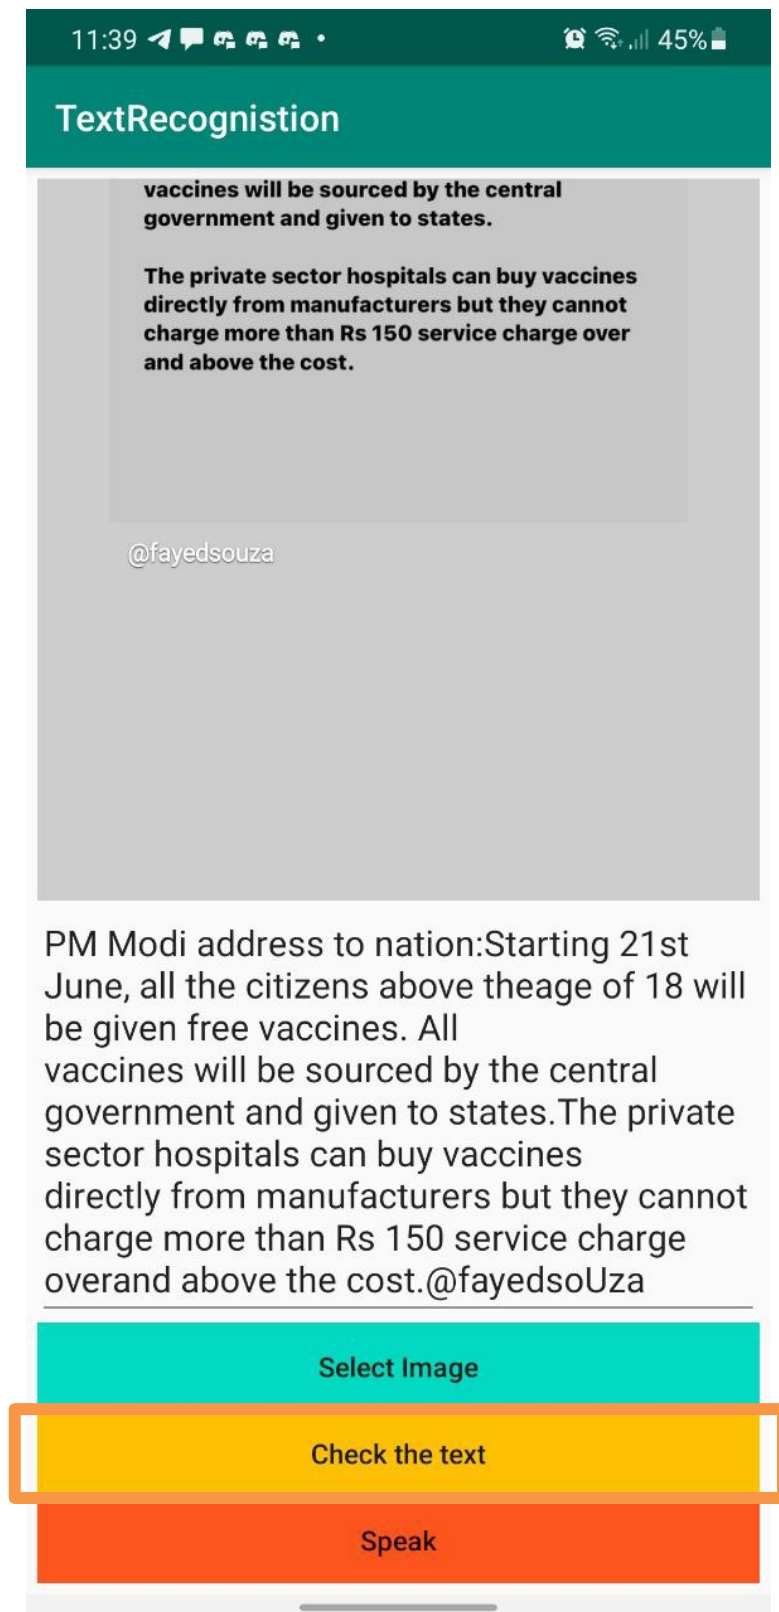 11:39
45%
TextRecognistion
vaccines will be sourced by the central
government and given to states.
The private sector hospitals can buy vaccines
directly from manufacturers but they cannot
charge more than Rs 150 service charge over
and above the cost.
@fayedsouza
PM Modi address to nation:Starting 21st
June, all the citizens above theage of 18 will
be given free vaccines. All
vaccines will be sourced by the central
government and given to states.The private
sector hospitals can buy vaccines
directly from manufacturers but they cannot
charge more than Rs 150 service charge
overand above the cost.@fayedsoUza
Select Image
Check the text
Speak